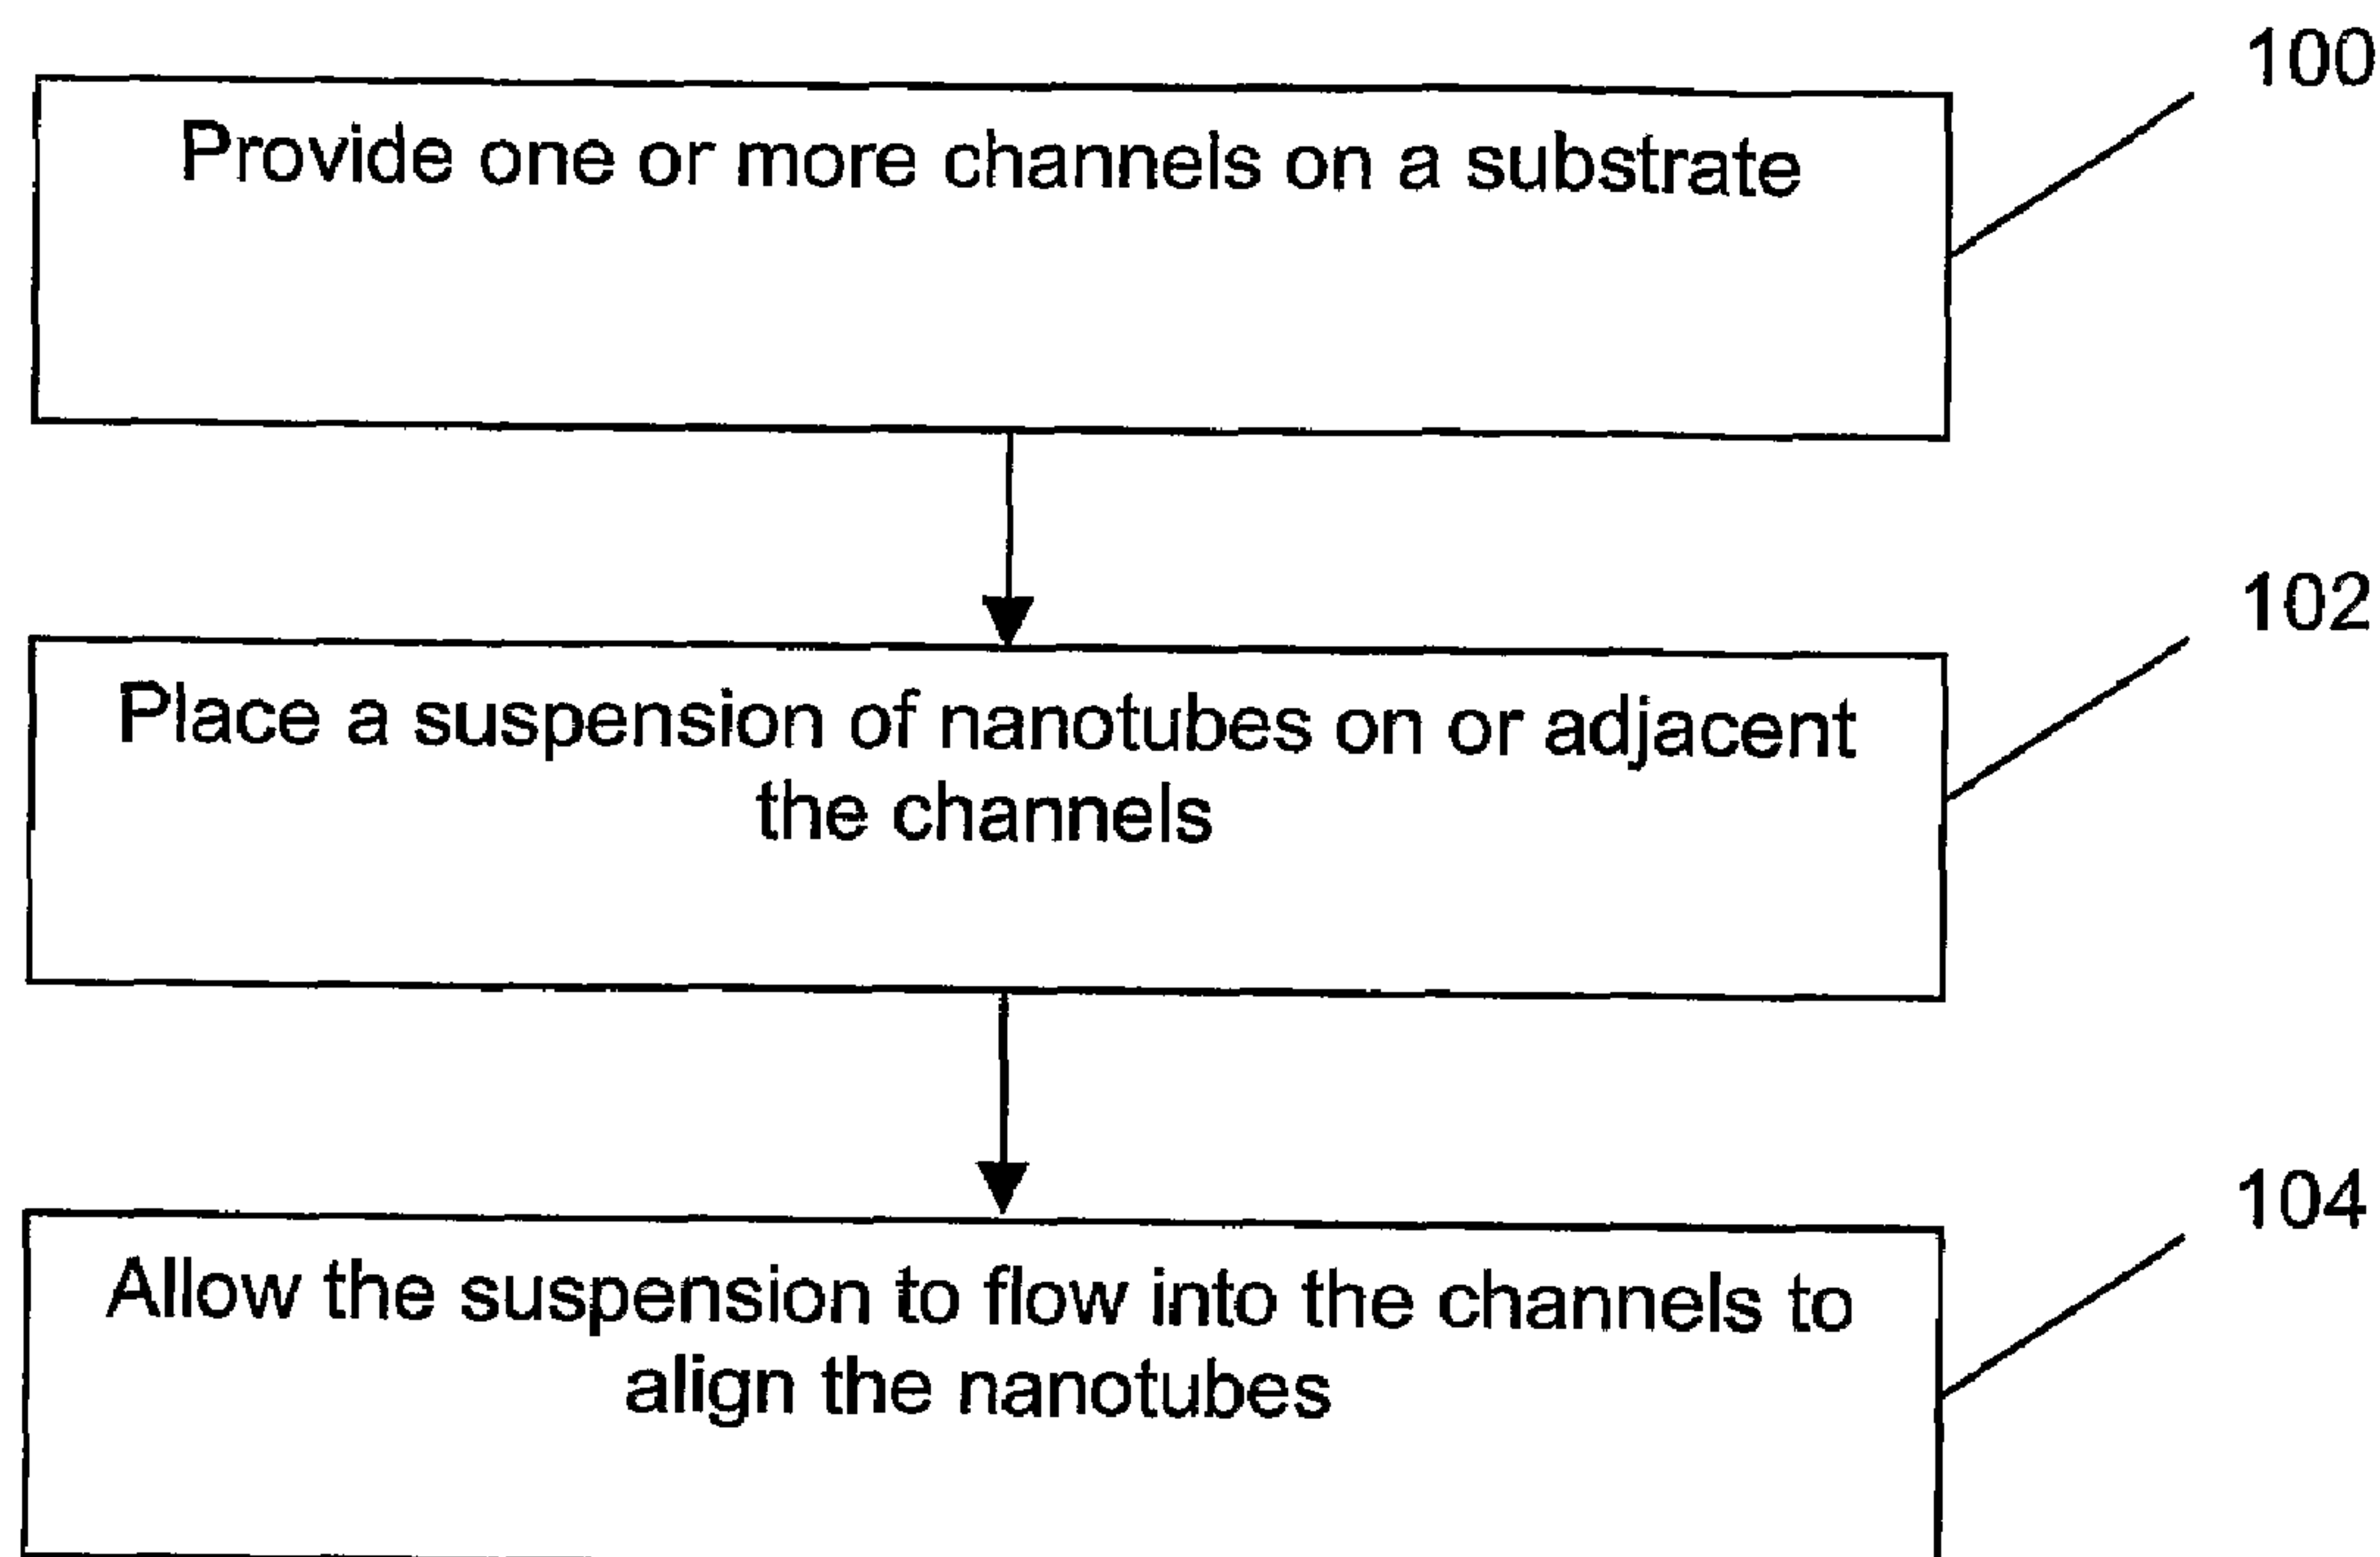 100
Provide one or more channels on a substrate
102
Place a suspension of nanotubes on or adjacent
the channels
104
Allow the suspension to flow into the channels to
align the nanotubes